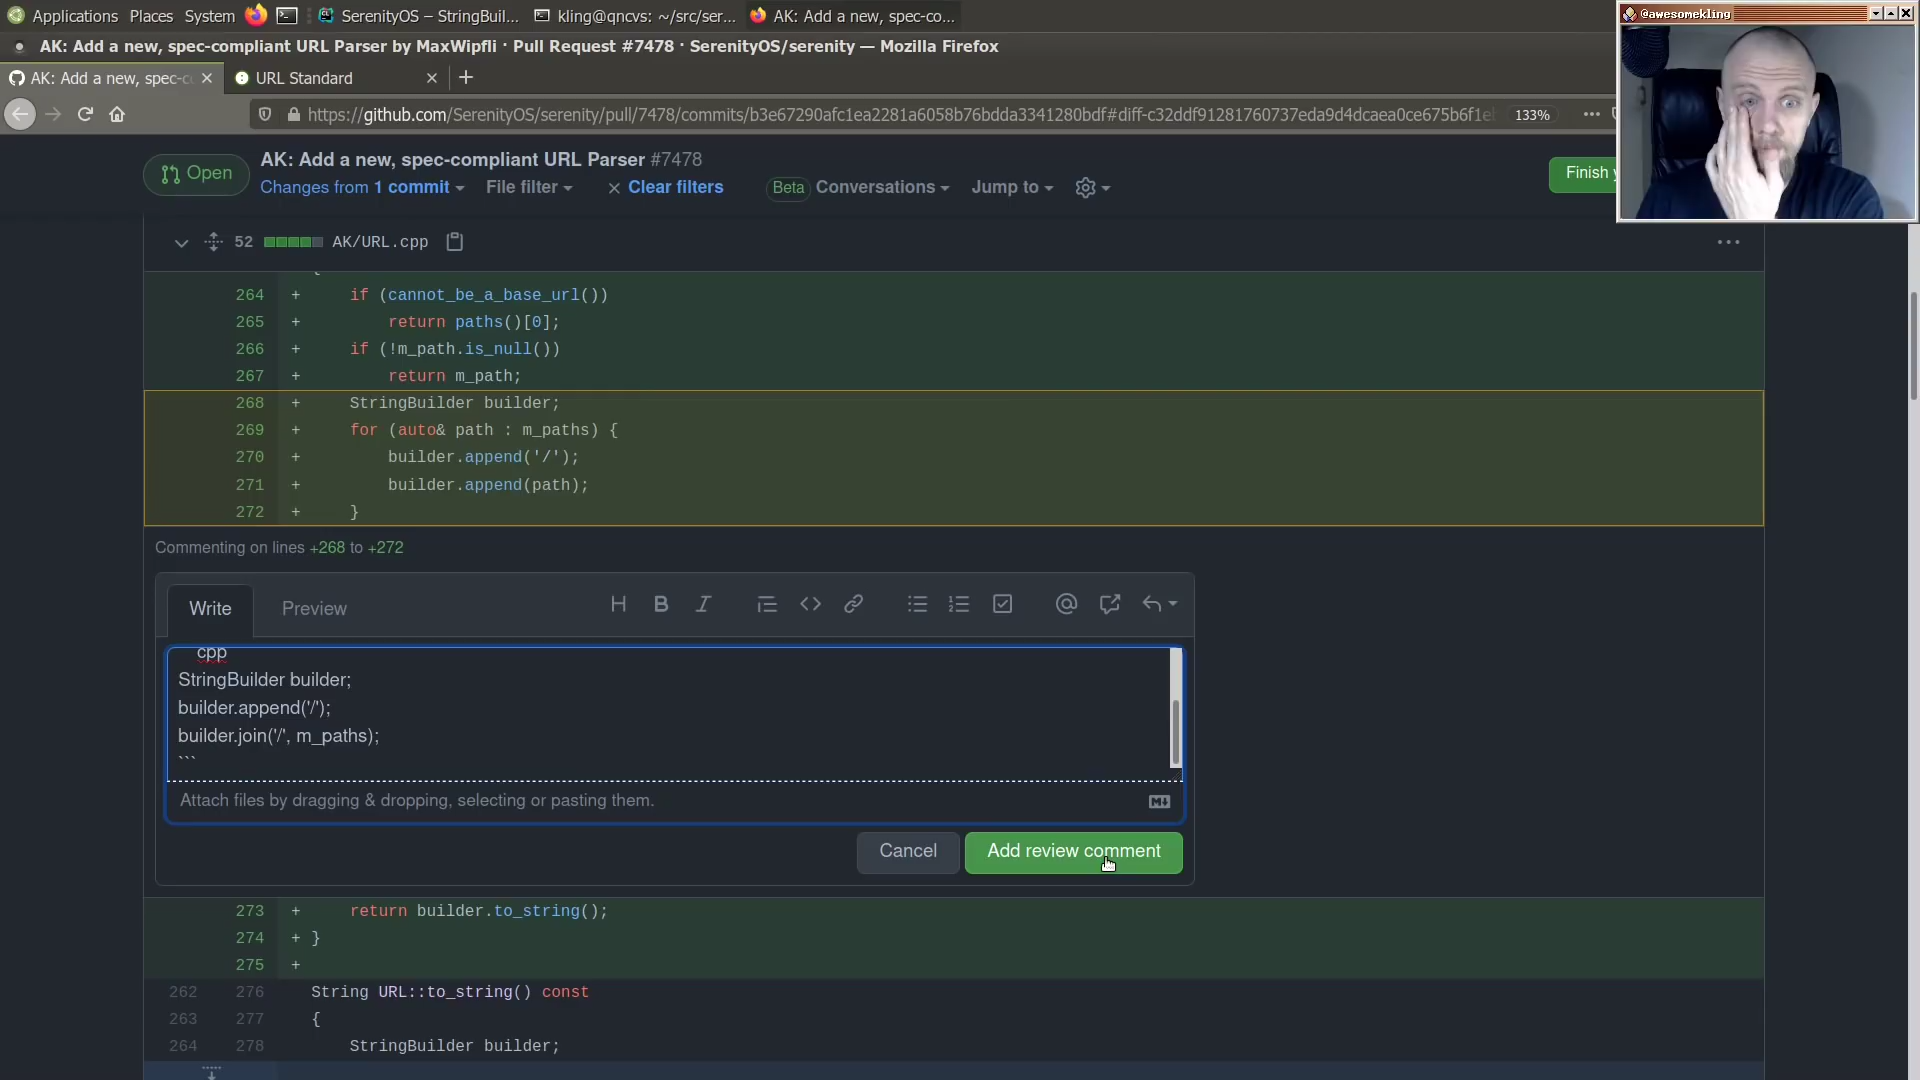 Applications Places System SerenityOS – StringBuil... kling@qncvs: ~/src/ser... AK: Add a new, spec-co...
@awesomekling
AK: Add a new, spec-compliant URL Parser by MaxWipfli · Pull Request #7478 · SerenityOS/serenity — Mozilla Firefox
AK: Add a new, spec-c
URL Standard
https://github.com/SerenityOS/serenity/pull/7478/commits/b3e67290afc1ea2281a6058b76bdda3341280bdf#diff-c32ddf91281760737eda9d4dcaea0ce675b6f1e
133%
Open
AK: Add a new, spec-compliant URL Parser #7478
Changes from 1 commit File filter Clear filters Beta Conversations Jump to
Finish
52 AK/URL.cpp
264 + if (cannot_be_a_base_url())
265 + return paths()[0];
266 + if (!m_path.is_null())
267 + return m_path;
268 + StringBuilder builder;
269 + for (auto& path : m_paths) {
270 + builder.append('/');
271 + builder.append(path);
272 + }
Commenting on lines +268 to +272
Write Preview
cpp
StringBuilder builder;
builder.append('/');
builder.join('/', m_paths);
```
Attach files by dragging & dropping, selecting or pasting them.
Cancel Add review comment
273 + return builder.to_string();
274 + }
275 +
262 276 String URL::to_string() const
263 277 {
264 278 StringBuilder builder;